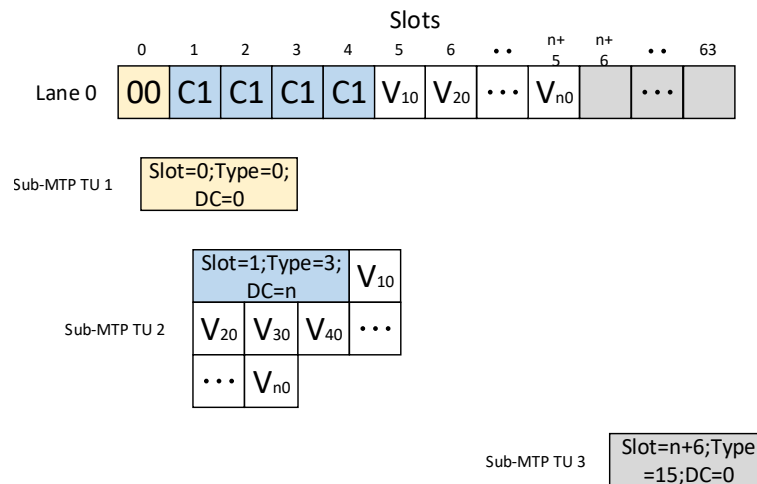 Slots
0 1 2 3 4 5 6 •• n+5 n+6 •• 63
Lane 0 00 C1 C1 C1 C1 V10 V20 ··· Vn0 ···
Sub-MTP TU 1
Slot=0;Type=0;
DC=0
Sub-MTP TU 2
Slot=1;Type=3;
DC=n
V10
V20 V30 V40 ···
··· Vn0
Sub-MTP TU 3
Slot=n+6;Type
=15;DC=0